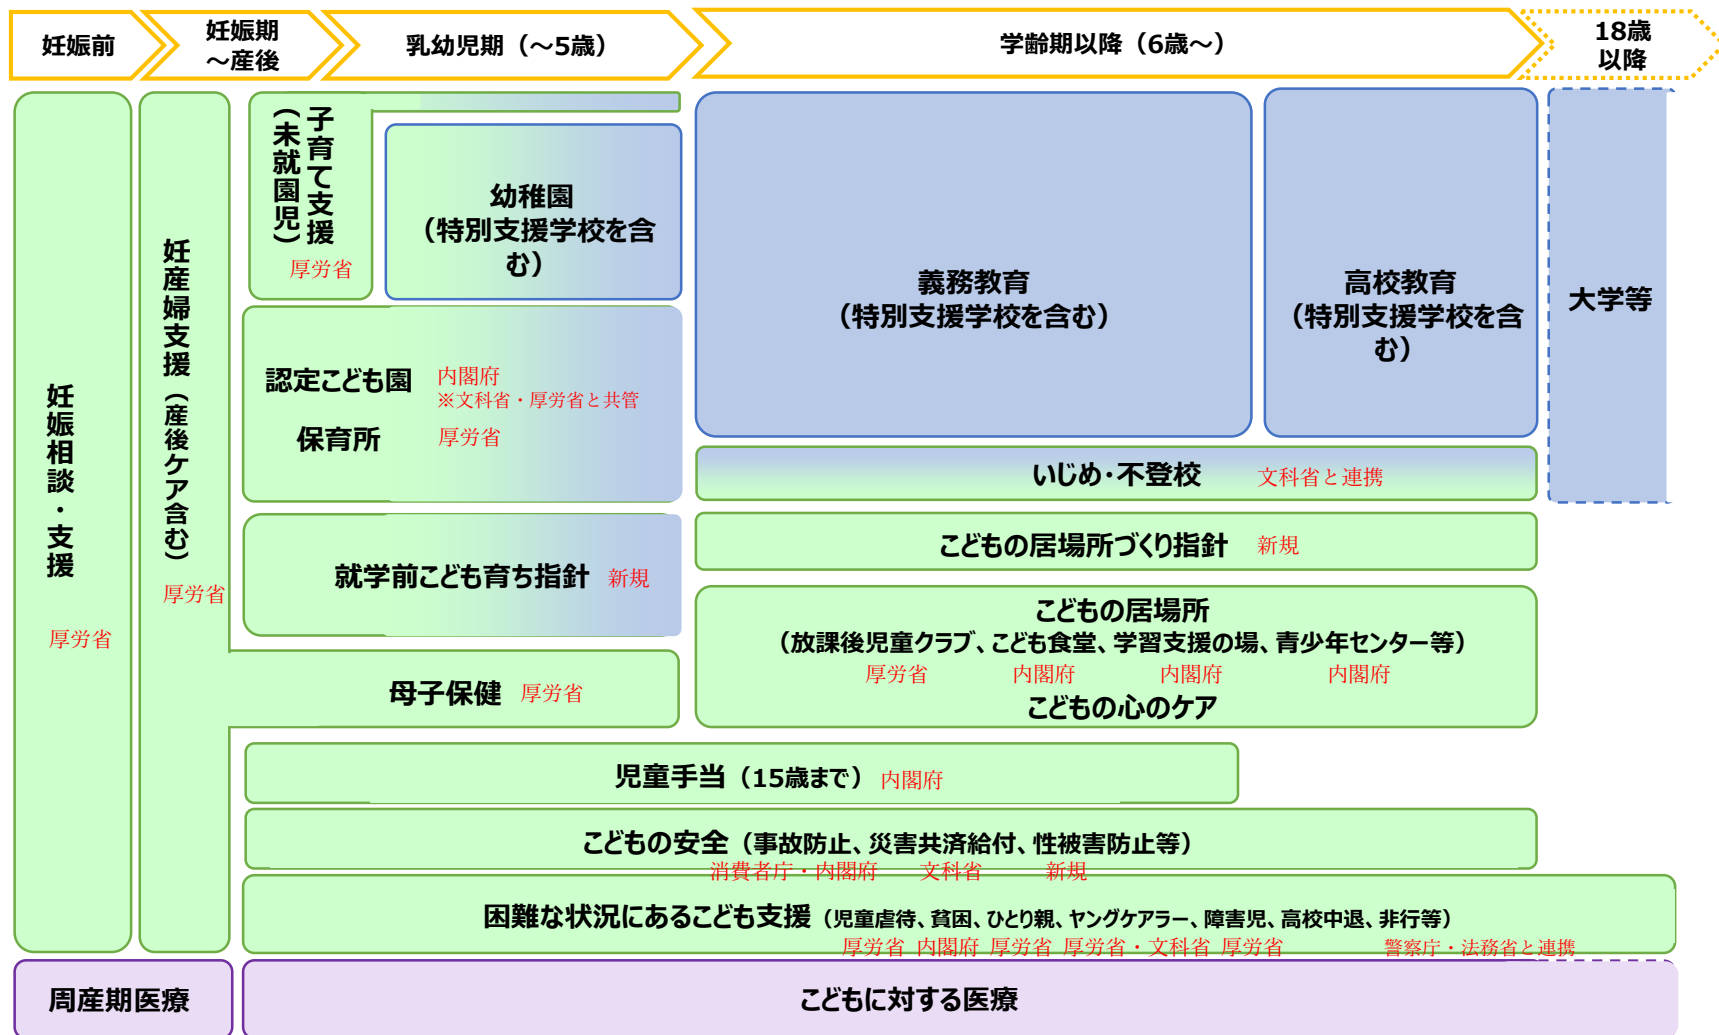 妊娠前
妊娠期
～産後
乳幼児期（～5歳）
学齢期以降（6歳～）
18歳
以降
妊娠相談・支援
厚労省
妊産婦支援（産後ケア含む）
厚労省
子育て支援
（未就園児）
厚労省
幼稚園
（特別支援学校を含
む）
認定こども園 内閣府
※文科省・厚労省と共管
保育所 厚労省
就学前こども育ち指針 新規
母子保健 厚労省
義務教育
（特別支援学校を含む）
高校教育
（特別支援学校を含
む）
大学等
いじめ・不登校 文科省と連携
こどもの居場所づくり指針 新規
こどもの居場所
（放課後児童クラブ、こども食堂、学習支援の場、青少年センター等）
厚労省 内閣府 内閣府 内閣府
こどもの心のケア
児童手当（15歳まで） 内閣府
こどもの安全（事故防止、災害共済給付、性被害防止等）
消費者庁・内閣府 文科省 新規
困難な状況にあるこども支援（児童虐待、貧困、ひとり親、ヤングケアラー、障害児、高校中退、非行等）
厚労省 内閣府 厚労省 厚労省・文科省 厚労省 警察庁・法務省と連携
周産期医療
こどもに対する医療